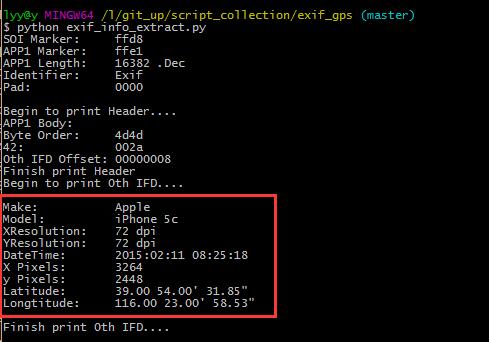 lyy@y MINGW64 /l/git_up/script_collection/exif_gps (master)
$ python exif_info_extract.py
SOI Marker: ffd8
APP1 Marker: ffe1
APP1 Length: 16382 .Dec
Identifier: Exif
Pad: 0000
Begin to print Header....
APP1 Body:
Byte Order: 4d4d
42: 002a
0th IFD Offset: 00000008
Finish print Header
Begin to print 0th IFD....
Make: Apple
Model: iPhone 5c
XResolution: 72 dpi
YResolution: 72 dpi
DateTime: 2015:02:11 08:25:18
X Pixels: 3264
y Pixels: 2448
Latitude: 39.00 54.00' 31.85"
Longtitude: 116.00 23.00' 58.53"
Finish print 0th IFD....